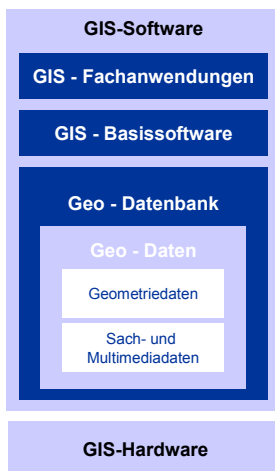 GIS-Software
GIS - Fachanwendungen
GIS - Basissoftware
Geo - Datenbank
Geo - Daten
Geometriedaten
Sach- und
Multimediadaten
GIS-Hardware